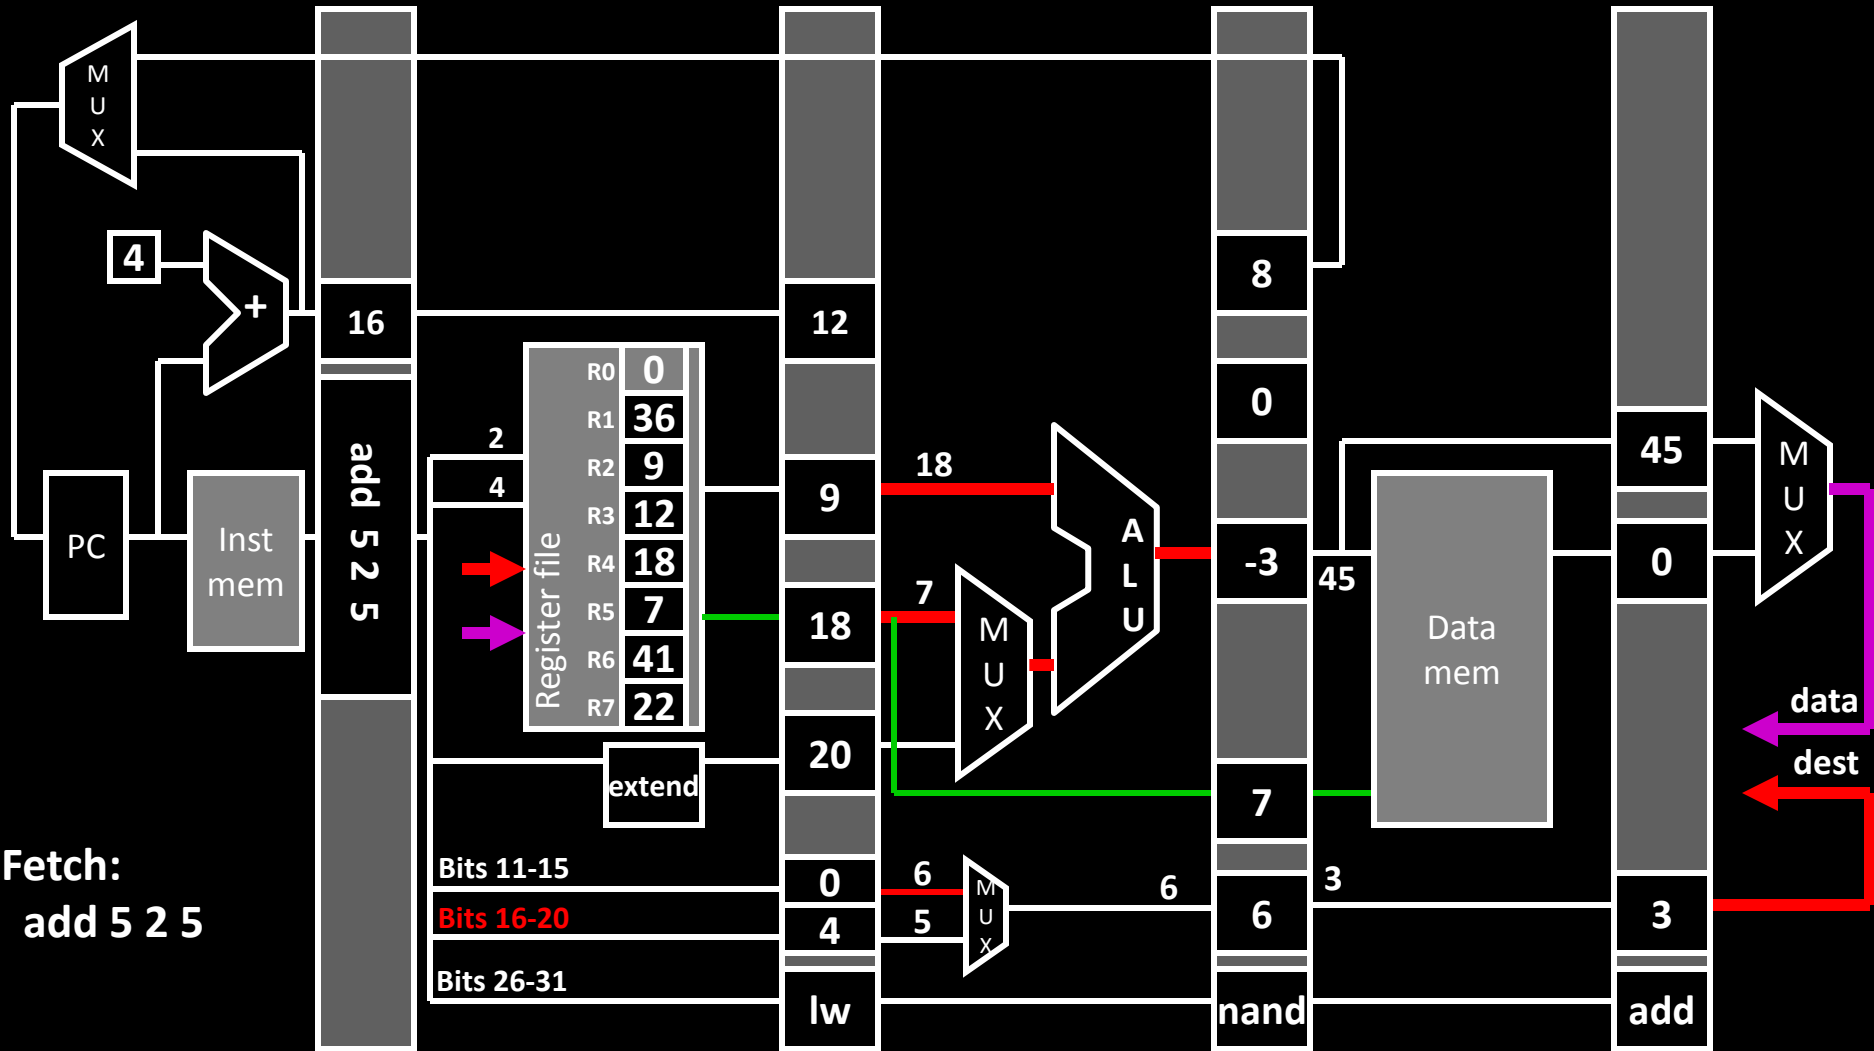 M
U
X
4
+
16
12
8
0
R0 0
R1 36
R2 9
R3 12
R4 18
R5 7
R6 41
R7 22
Register file
2
4
add 5 2 5
PC
Inst
mem
extend
9
18
20
18
7
M
U
X
A
L
U
-3
45
7
Data
mem
45
0
M
U
X
data
dest
Fetch:
add 5 2 5
Bits 11-15
Bits 16-20
Bits 26-31
0
4
lw
6
5
M
U
X
6
6
nand
3
3
add